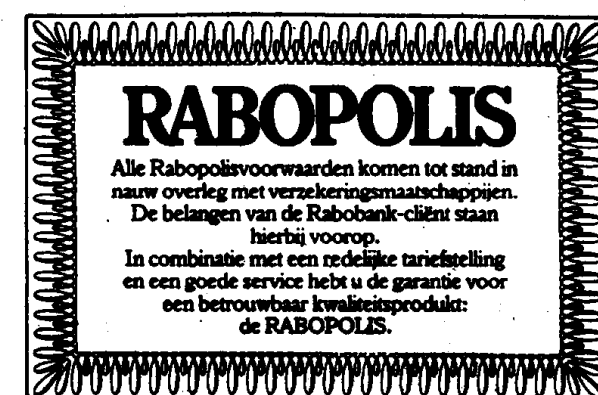 RABOPOLIS
Alle Rabopolisvoorwaarden komen tot stand in
nauw overleg met verzekeringsmaatschappijen.
De belangen van de Rabobank-cliënt staan
hierbij voorop.
In combinatie met een redelijke tariefstelling
en een goede service hebt u de garantie voor
een betrouwbaar kwaliteitsprodukt:
de RABOPOLIS.